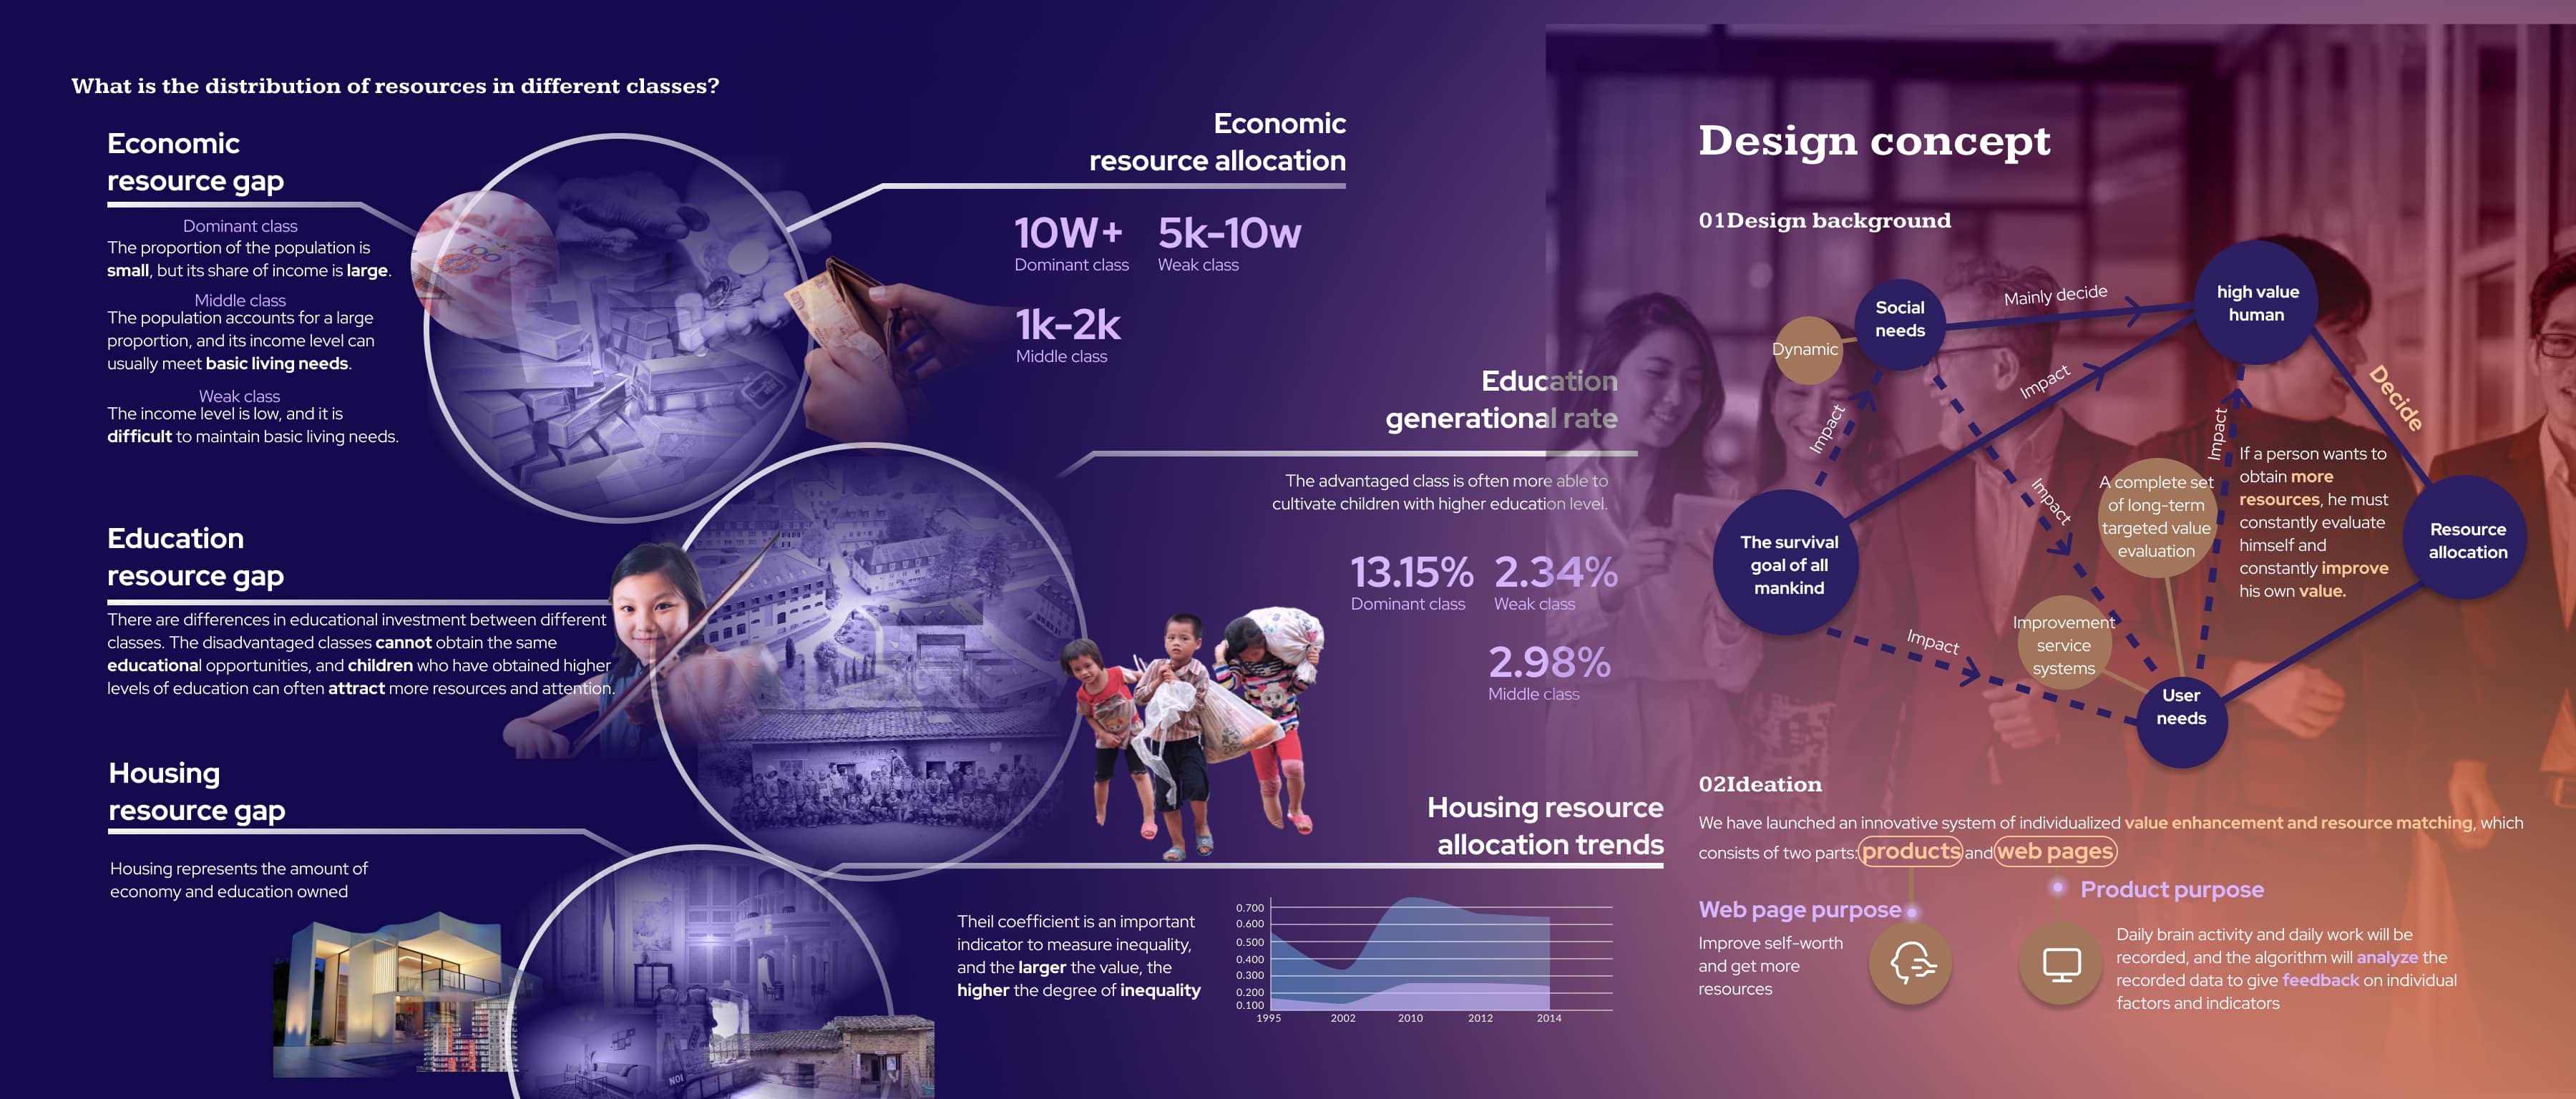 What is the distribution of resources in different classes?
Economic
resource gap
Dominant class
The proportion of the population is
small, but its share of income is large.
Middle class
The population accounts for a large
proportion, and its income level can
usually meet basic living needs.
Weak class
The income level is low, and it is
difficult to maintain basic living needs.
100
Education
resource gap
There are differences in educational investment between different
classes. The disadvantaged classes cannot obtain the same
educational opportunities, and children who have obtained higher
levels of education can often attract more resources and attention.
Housing
resource gap
Housing represents the amount of
economy and education owned
NOI
Economic
resource allocation
10W+ 5k-10w
Dominant class Weak class
1k-2k
Middle class
Education
generational rate
The advantaged class is often more able to
cultivate children with higher education level.
13.15% 2.34%
Dominant class Weak class
2.98%
Middle class
Housing resource
allocation trends
Theil coefficient is an important
indicator to measure inequality,
and the larger the value, the
higher the degree of inequality
0.700
0.600
0.500
0.400
0.300
0.200
0.100
1995 2002 2010 2012 2014
Design concept
01Design background
Social
needs
Dynamic
Mainly decide
high value
human
Impact
Impact
Impact
Impact
Impact
Decide
The survival
goal of all
mankind
A complete set
of long-term
targeted value
evaluation
If a person wants to
obtain more
resources, he must
constantly evaluate
himself and
constantly improve
his own value.
Resource
allocation
Improvement
service
systems
User
needs
02Ideation
We have launched an innovative system of individualized value enhancement and resource matching, which
consists of two parts:products and web pages
Web page purpose
Improve self-worth
and get more
resources
Product purpose
Daily brain activity and daily work will be
recorded, and the algorithm will analyze the
recorded data to give feedback on individual
factors and indicators